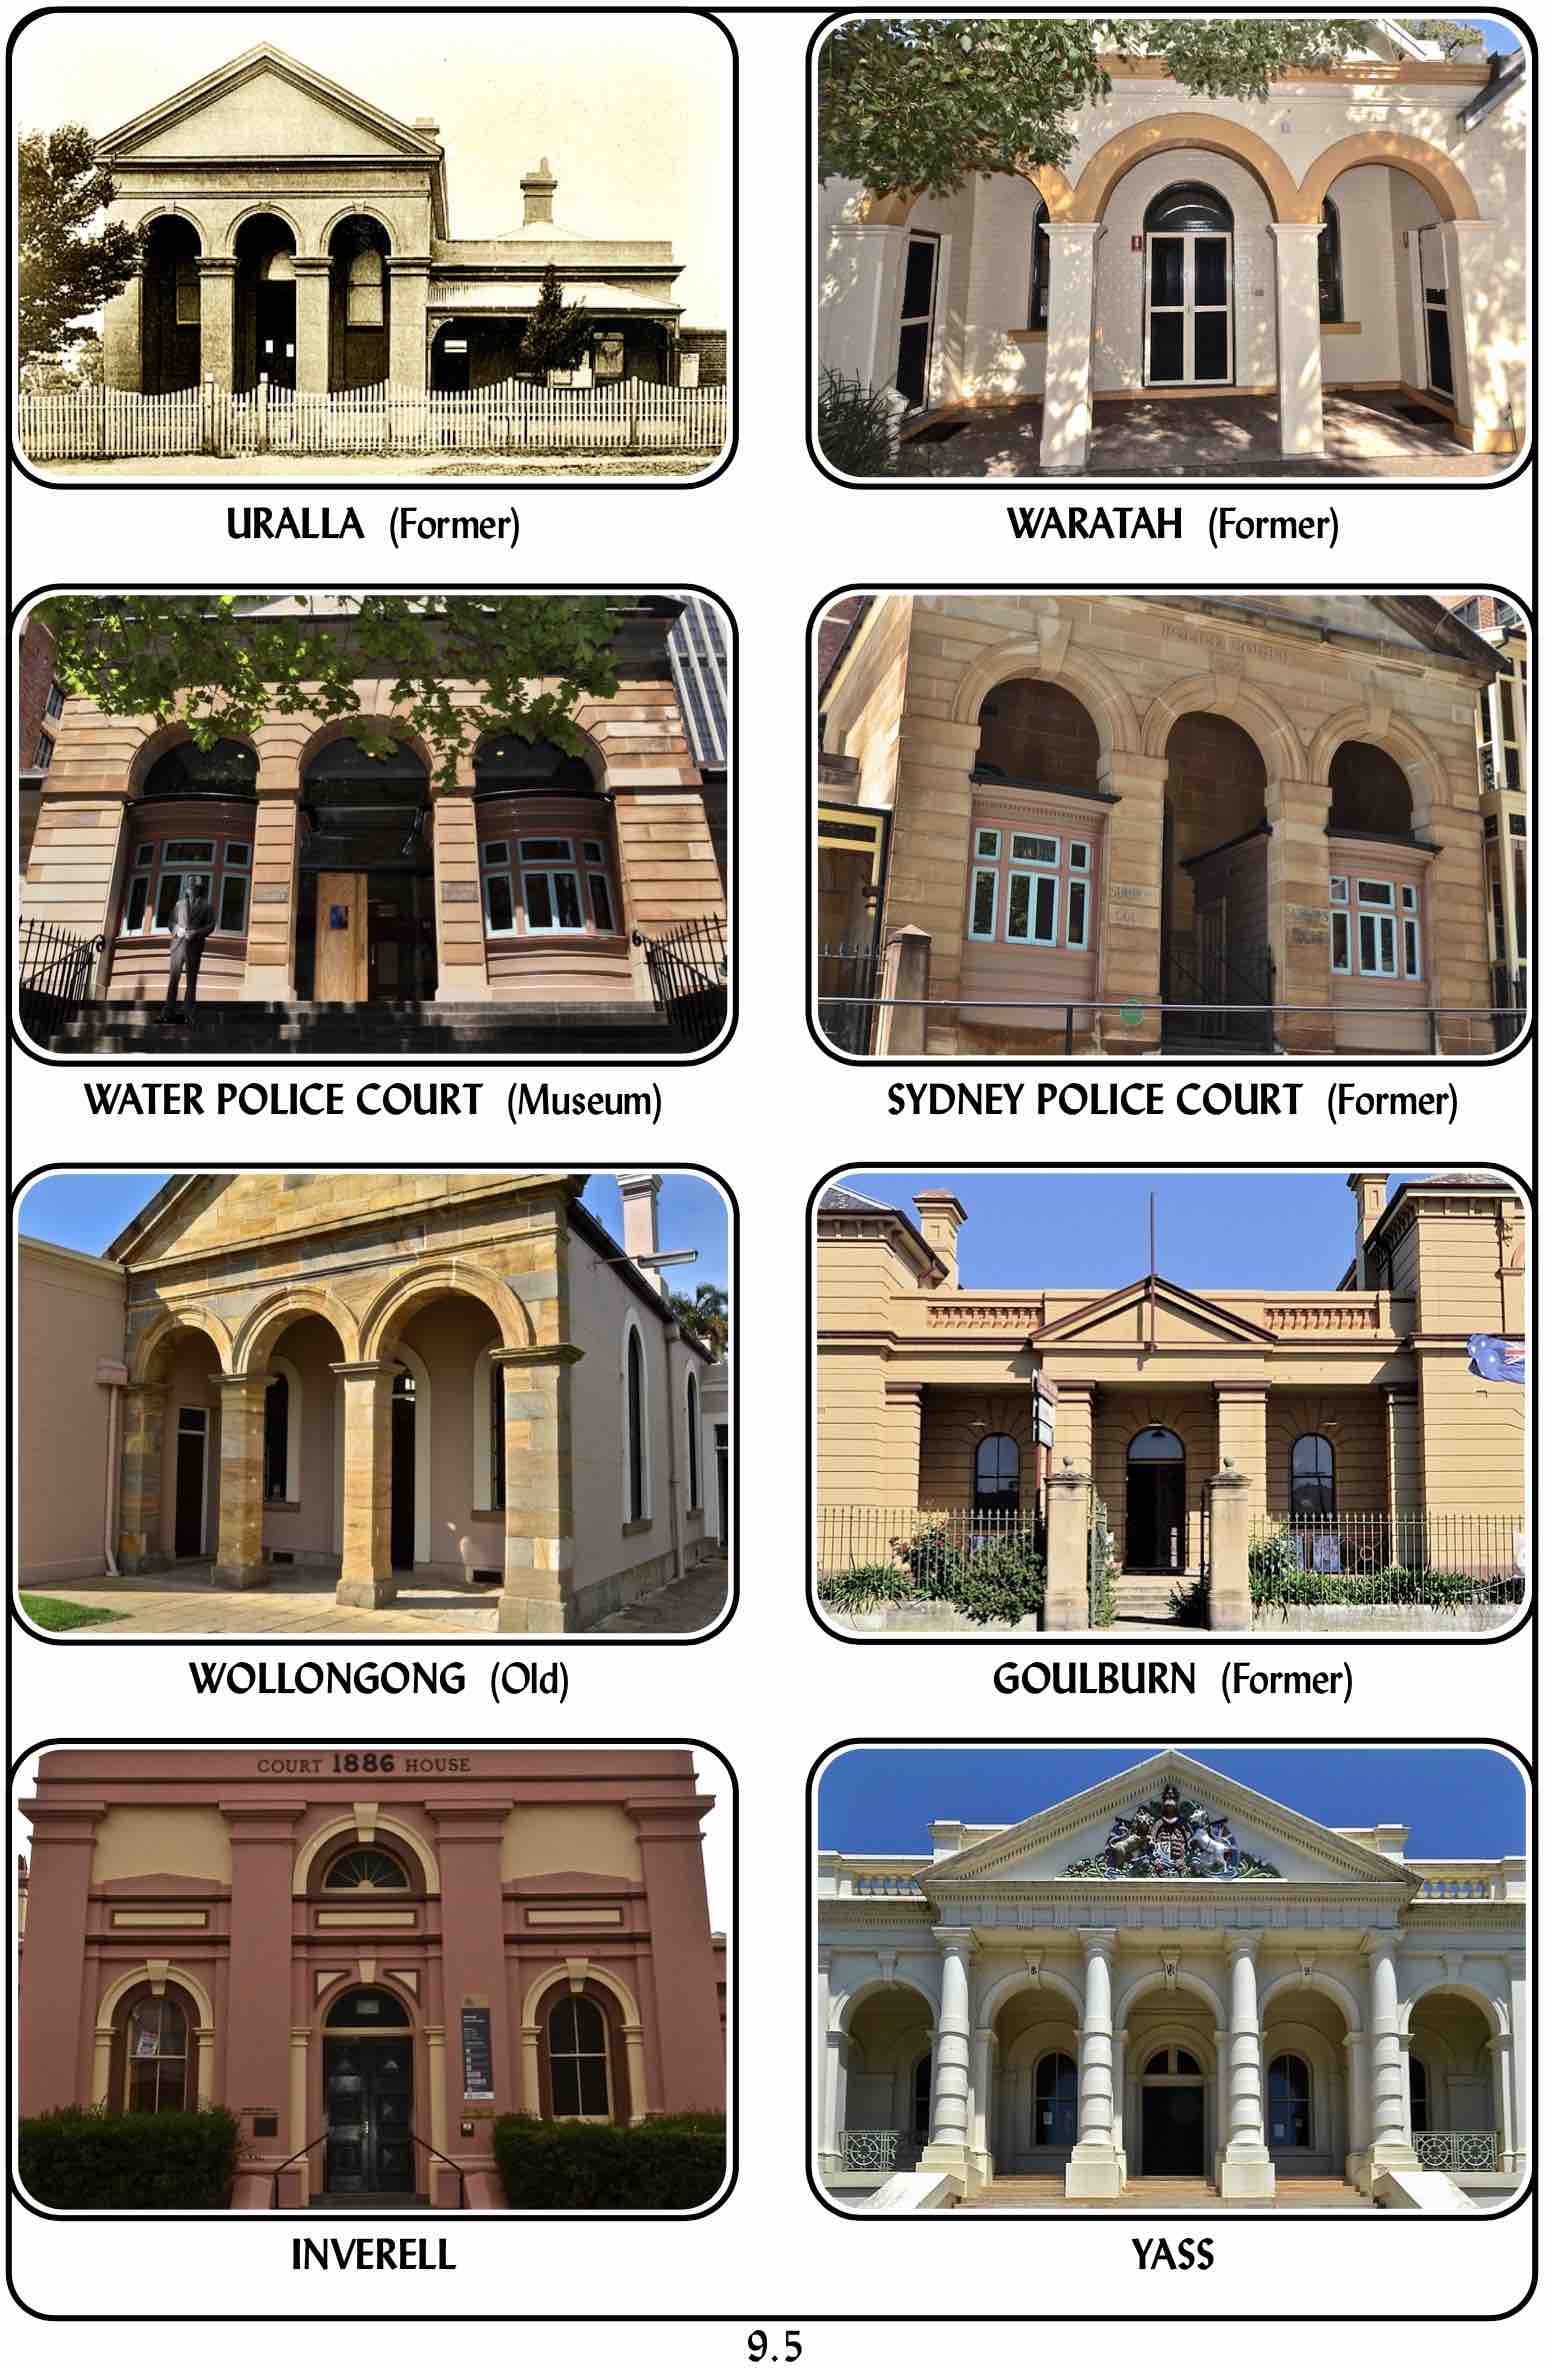 URALLA (Former)
WARATAH (Former)
WATER POLICE COURT (Museum)
SYDNEY POLICE COURT (Former)
WOLLONGONG (Old)
GOULBURN (Former)
COURT 1886 HOUSE
INVERELL
YASS
9.5